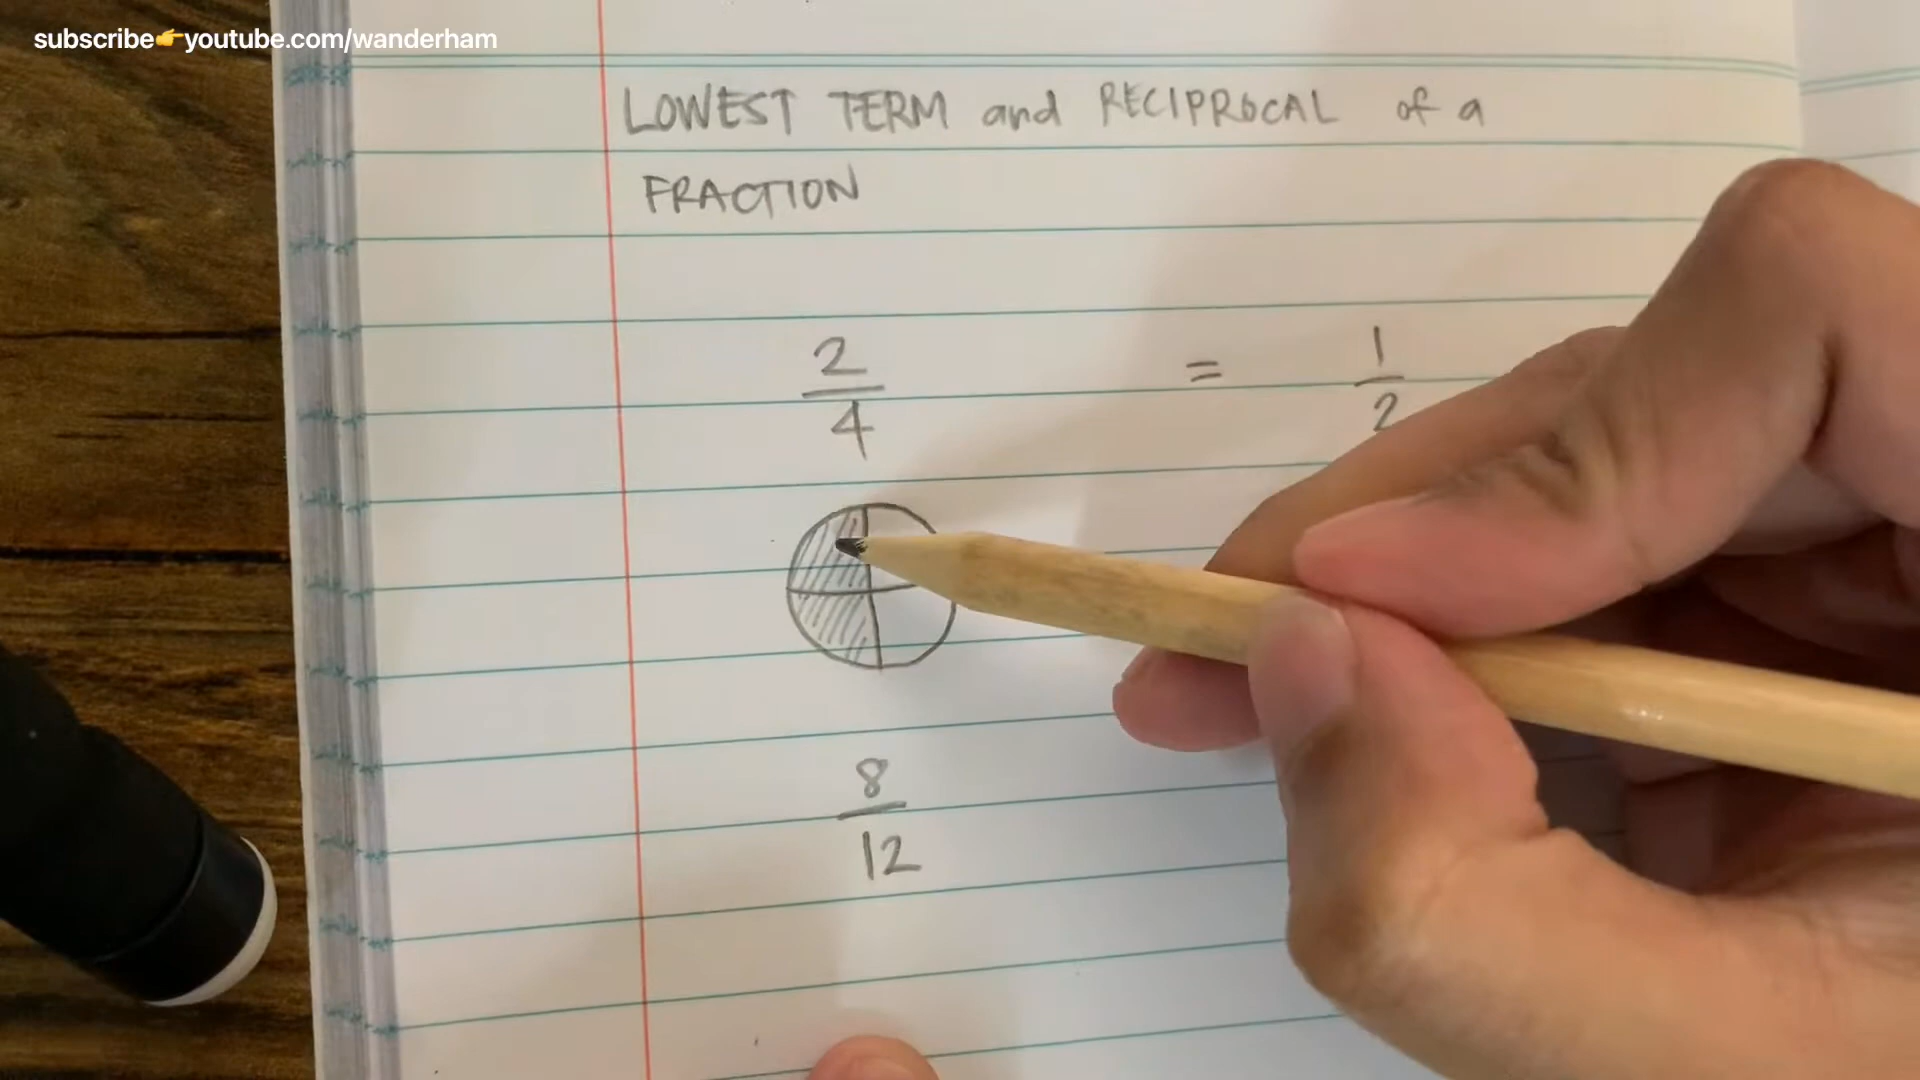 subscribe👉youtube.com/wanderham
LOWEST TERM and RECIPROCAL of a
FRACTION
2/4 = 1/2
8/12